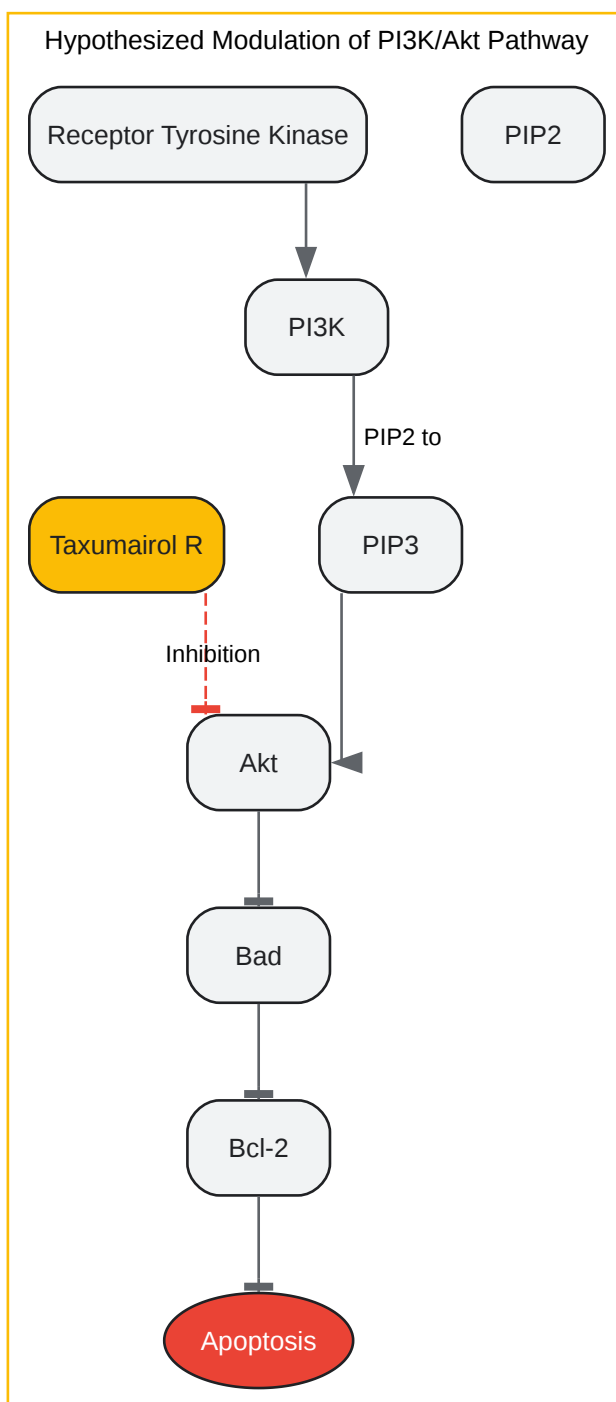 Hypothesized Modulation of PI3K/Akt Pathway
Receptor Tyrosine Kinase
PIP2
PI3K
PIP2 to
Taxumairol R
PIP3
Inhibition
Akt
Bad
Bcl-2
Apoptosis